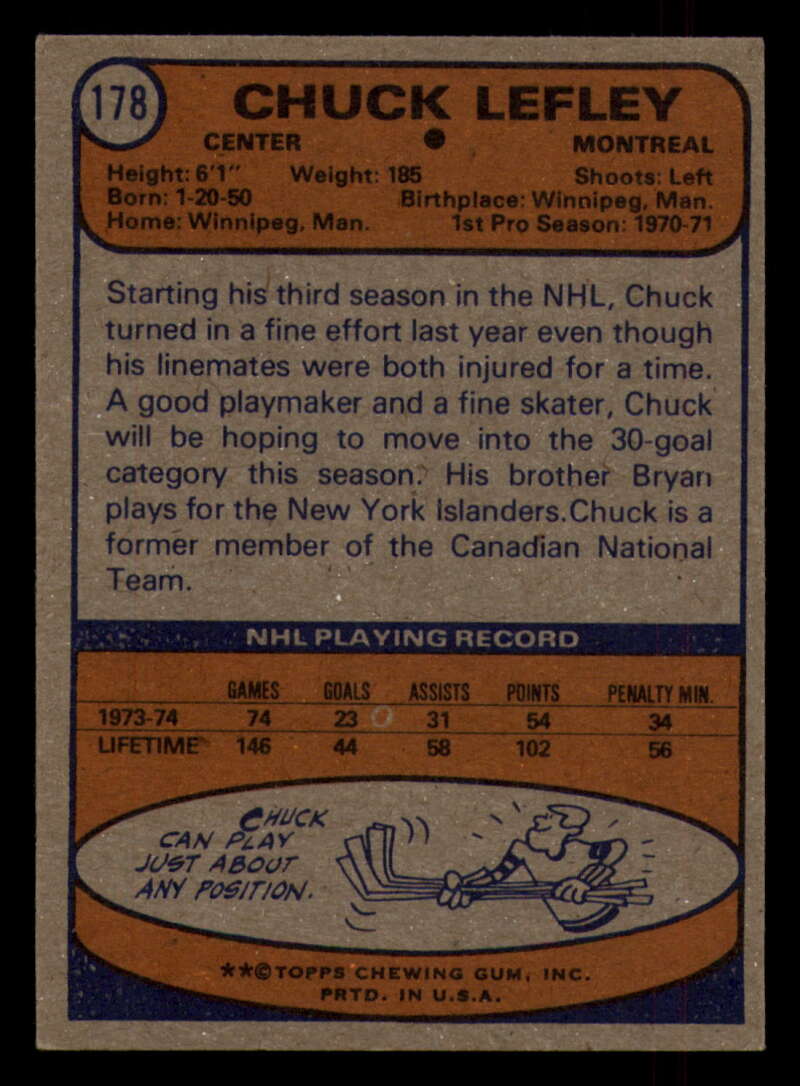 178
CHUCK LEFLEY
CENTER ● MONTREAL
Height: 6'1" Weight: 185 Shoots: Left
Born: 1-20-50 Birthplace: Winnipeg, Man.
Home: Winnipeg, Man. 1st Pro Season: 1970-71
Starting his third season in the NHL, Chuck
turned in a fine effort last year even though
his linemates were both injured for a time.
A good playmaker and a fine skater, Chuck
will be hoping to move into the 30-goal
category this season. His brother Bryan
plays for the New York Islanders.Chuck is a
former member of the Canadian National
Team.
NHL PLAYING RECORD
GAMES GOALS ASSISTS POINTS PENALTY MIN.
1973-74 74 23 31 54 34
LIFETIME 146 44 58 102 56
CHUCK
CAN PLAY
JUST ABOUT
ANY POSITION.
**©TOPPS CHEWING GUM, INC.
PRTD. IN U.S.A.